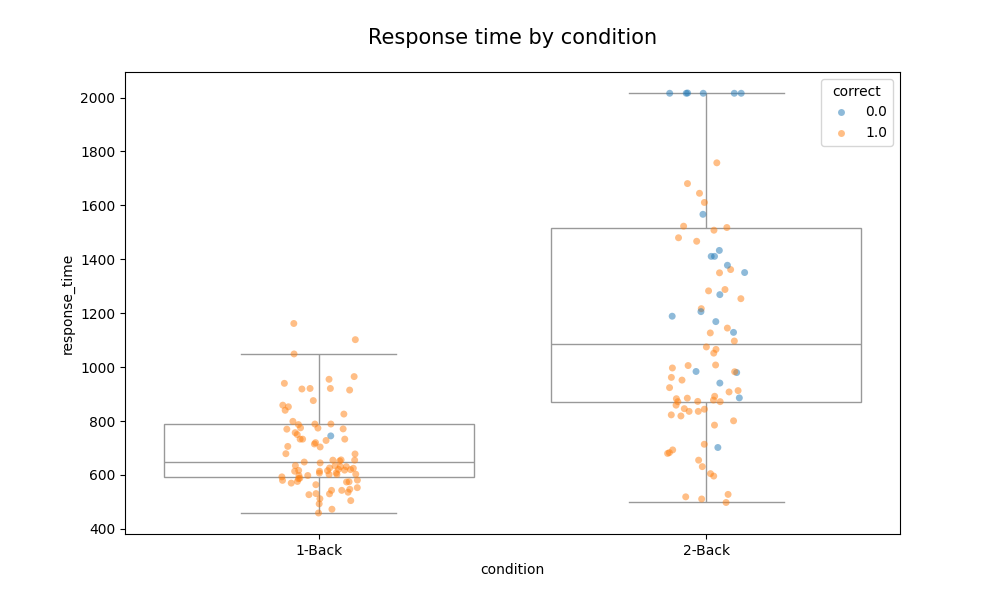 Response time by condition
response_time
2000
1800
1600
1400
1200
1000
800
600
400
correct
0.0
1.0
1-Back
2-Back
condition